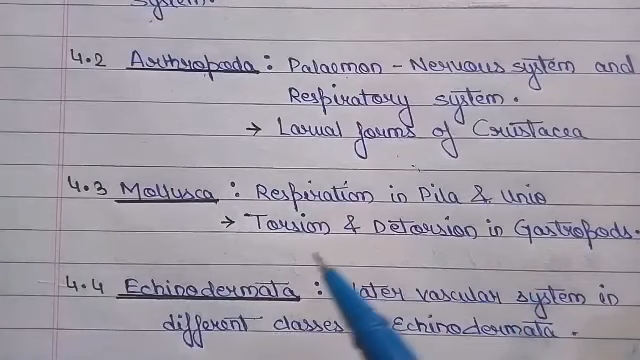 system.
4.2 Arthropoda : Palaemon - Nervous system and
Respiratory system.
→ Larval forms of Crustacea
4.3 Mollusca : Respiration in Pila & Unio
→ Torsion & Detorsion in Gastropods.
4.4 Echinodermata : Water vascular system in
different classes Echinodermata.